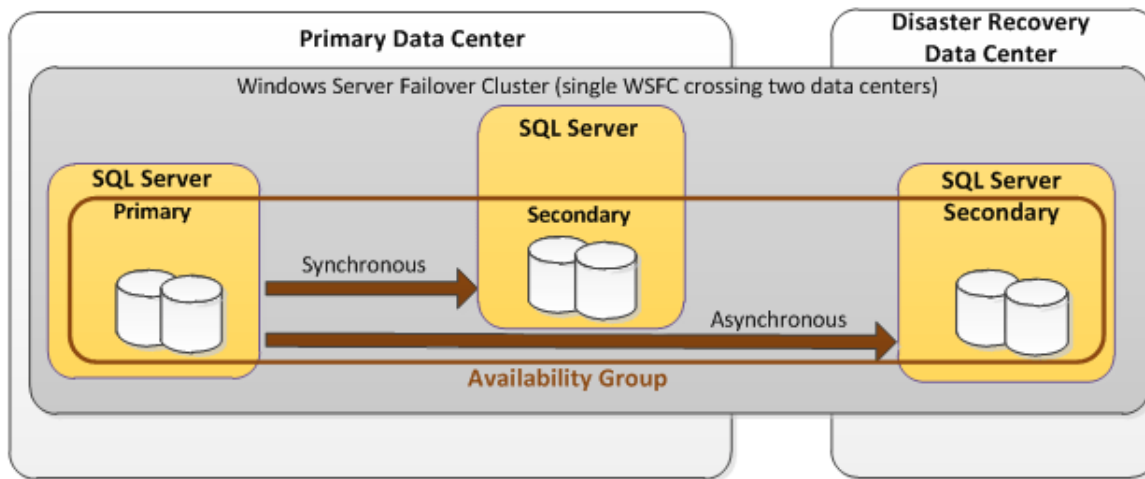 Primary Data Center
Disaster Recovery
Data Center
Windows Server Failover Cluster (single WSFC crossing two data centers)
SQL Server
Primary
SQL Server
Secondary
SQL Server
Secondary
Synchronous
Asynchronous
Availability Group